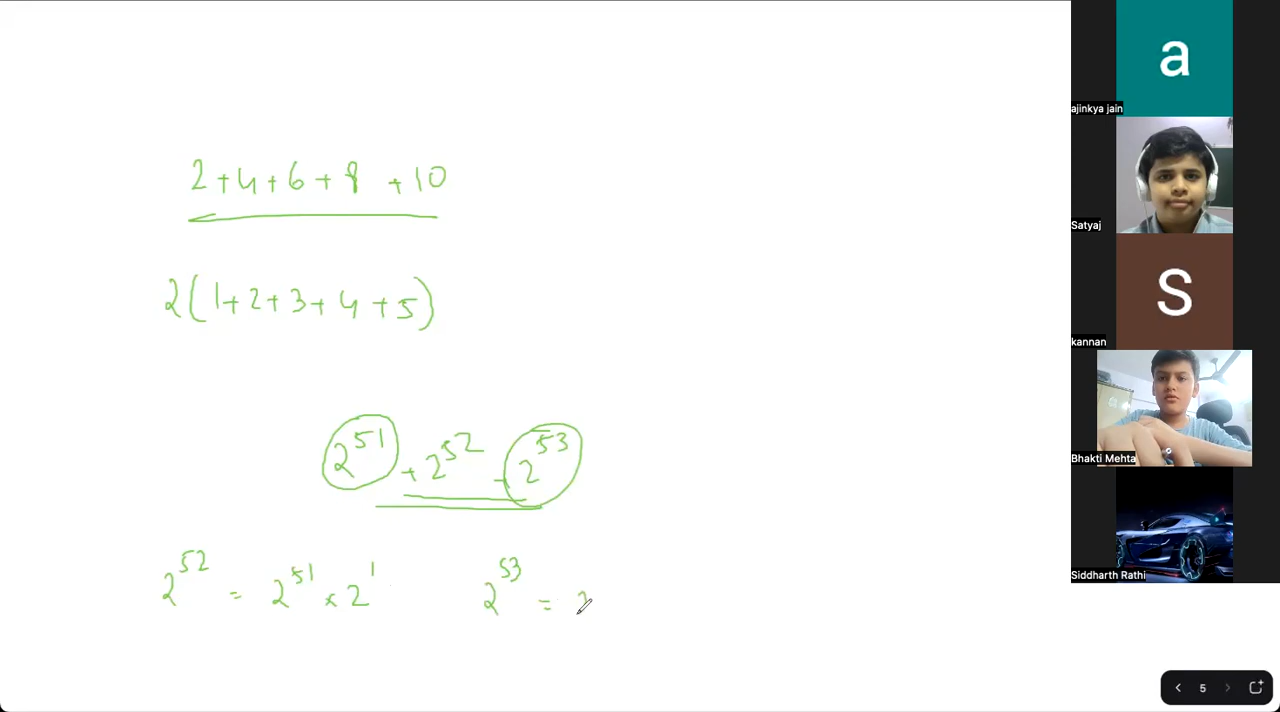 2+4+6+8+10
2(1+2+3+4+5)
2^51 + 2^52 - 2^53
2^52 = 2^51 × 2^1
2^53 =
a
ajinkya jain
Satyaj
S
kannan
Bhakti Mehta
Siddharth Rathi
5